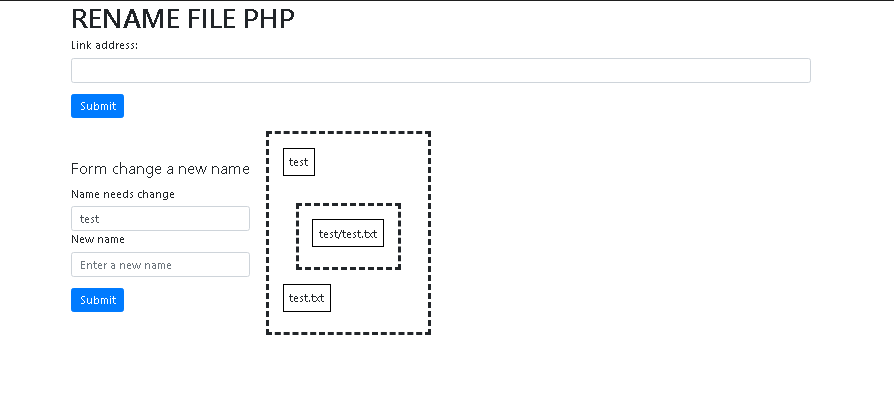 RENAME FILE PHP
Link address:
Submit
Form change a new name
Name needs change
test
New name
Enter a new name
Submit
test
test/test.txt
test.txt